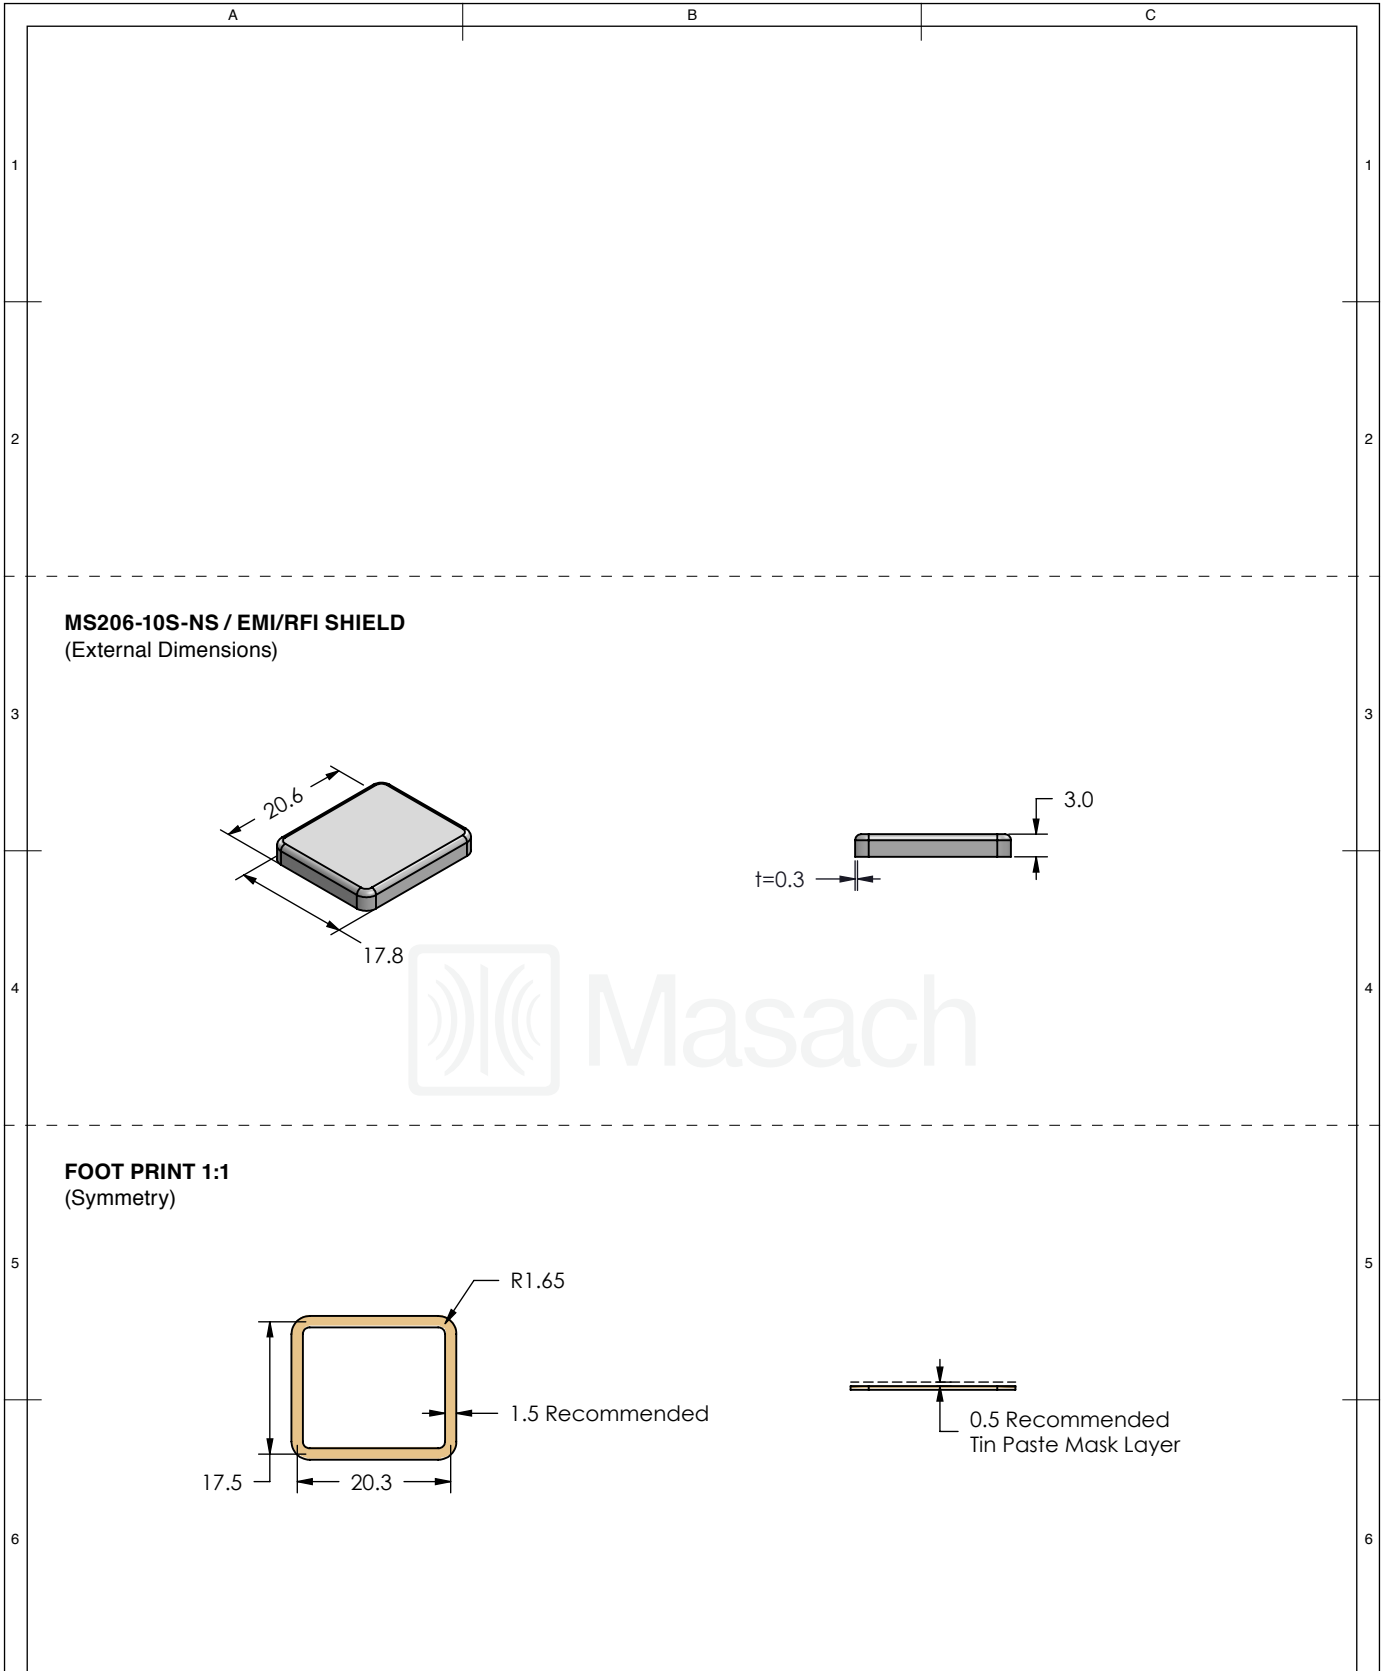 A B C
1 1
2 2
MS206-10S-NS / EMI/RFI SHIELD
(External Dimensions)
3 3
20.6
3.0
t=0.3
17.8
4 4
Masach
FOOT PRINT 1:1
(Symmetry)
5 5
R1.65
1.5 Recommended
0.5 Recommended
Tin Paste Mask Layer
17.5 20.3
6 6